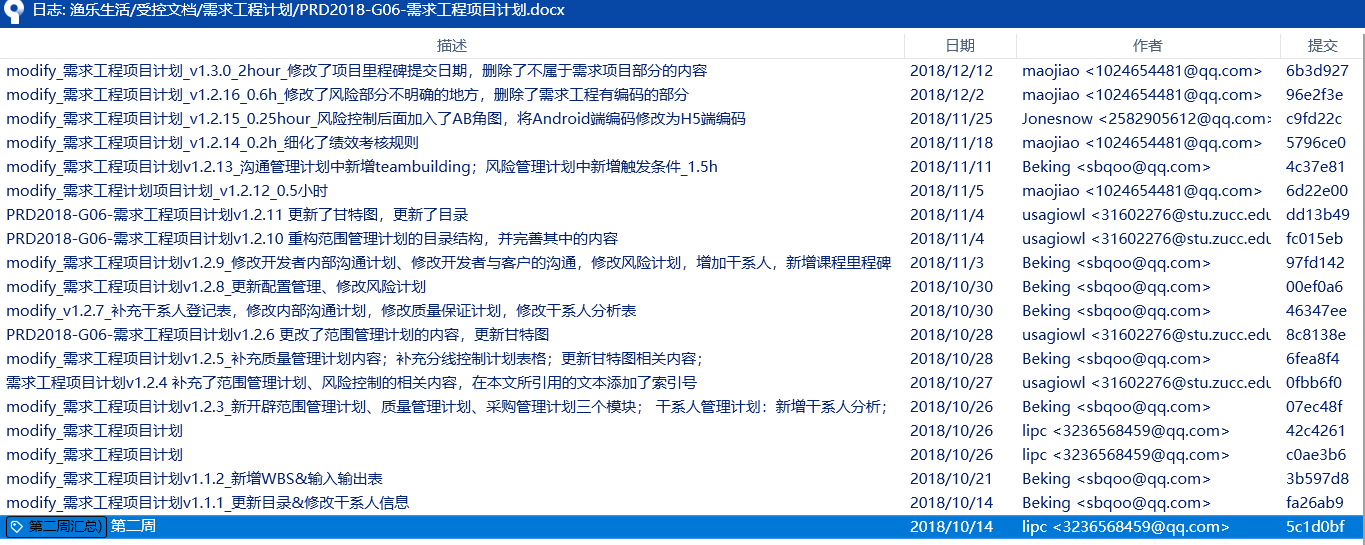 日志: 渔乐生活/受控文档/需求工程计划/PRD2018-G06-需求工程项目计划.docx
描述 日期 作者 提交
modify_需求工程项目计划_v1.3.0_2hour_修改了项目里程碑提交日期，删除了不属于需求项目部分的内容 2018/12/12 maojiao <1024654481@qq.com> 6b3d927
modify_需求工程项目计划_v1.2.16_0.6h_修改了风险部分不明确的地方，删除了需求工程有编码的部分 2018/12/2 maojiao <1024654481@qq.com> 96e2f3e
modify_需求工程项目计划_v1.2.15_0.25hour_风险控制后面加入了AB角图，将Android端编码修改为H5端编码 2018/11/25 Jonesnow <2582905612@qq.com> c9fd22c
modify_需求工程项目计划_v1.2.14_0.2h_细化了绩效考核规则 2018/11/18 maojiao <1024654481@qq.com> 5796ce0
modify_需求工程项目计划v1.2.13_沟通管理计划中新增teambuilding；风险管理计划中新增触发条件_1.5h 2018/11/11 Beking <sbqoo@qq.com> 4c37e81
modify_需求工程计划项目计划_v1.2.12_0.5小时 2018/11/5 maojiao <1024654481@qq.com> 6d22e00
PRD2018-G06-需求工程项目计划v1.2.11 更新了甘特图，更新了目录 2018/11/4 usagiowl <31602276@stu.zucc.edu dd13b49
PRD2018-G06-需求工程项目计划v1.2.10 重构范围管理计划的目录结构，并完善其中的内容 2018/11/4 usagiowl <31602276@stu.zucc.edu fc015eb
modify_需求工程项目计划v1.2.9_修改开发者内部沟通计划、修改开发者与客户的沟通，修改风险计划，增加干系人，新增课程里程碑 2018/11/3 Beking <sbqoo@qq.com> 97fd142
modify_需求工程项目计划v1.2.8_更新配置管理、修改风险计划 2018/10/30 Beking <sbqoo@qq.com> 00ef0a6
modify_v1.2.7_补充干系人登记表，修改内部沟通计划，修改质量保证计划，修改干系人分析表 2018/10/30 Beking <sbqoo@qq.com> 46347ee
PRD2018-G06-需求工程项目计划v1.2.6 更改了范围管理计划的内容，更新甘特图 2018/10/28 usagiowl <31602276@stu.zucc.edu 8c8138e
modify_需求工程项目计划v1.2.5_补充质量管理计划内容；补充分线控制计划表格；更新甘特图相关内容； 2018/10/28 Beking <sbqoo@qq.com> 6fea8f4
需求工程项目计划v1.2.4 补充了范围管理计划、风险控制的相关内容，在本文所引用的文本添加了索引号 2018/10/27 usagiowl <31602276@stu.zucc.edu 0fbb6f0
modify_需求工程项目计划v1.2.3_新开辟范围管理计划、质量管理计划、采购管理计划三个模块； 干系人管理计划：新增干系人分析； 2018/10/26 Beking <sbqoo@qq.com> 07ec48f
modify_需求工程项目计划 2018/10/26 lipc <3236568459@qq.com> 42c4261
modify_需求工程项目计划 2018/10/26 lipc <3236568459@qq.com> c0ae3b6
modify_需求工程项目计划v1.1.2_新增WBS&输入输出表 2018/10/21 Beking <sbqoo@qq.com> 3b597d8
modify_需求工程项目计划v1.1.1_更新目录&修改干系人信息 2018/10/14 Beking <sbqoo@qq.com> fa26ab9
第二周汇总) 第二周 2018/10/14 lipc <3236568459@qq.com> 5c1d0bf